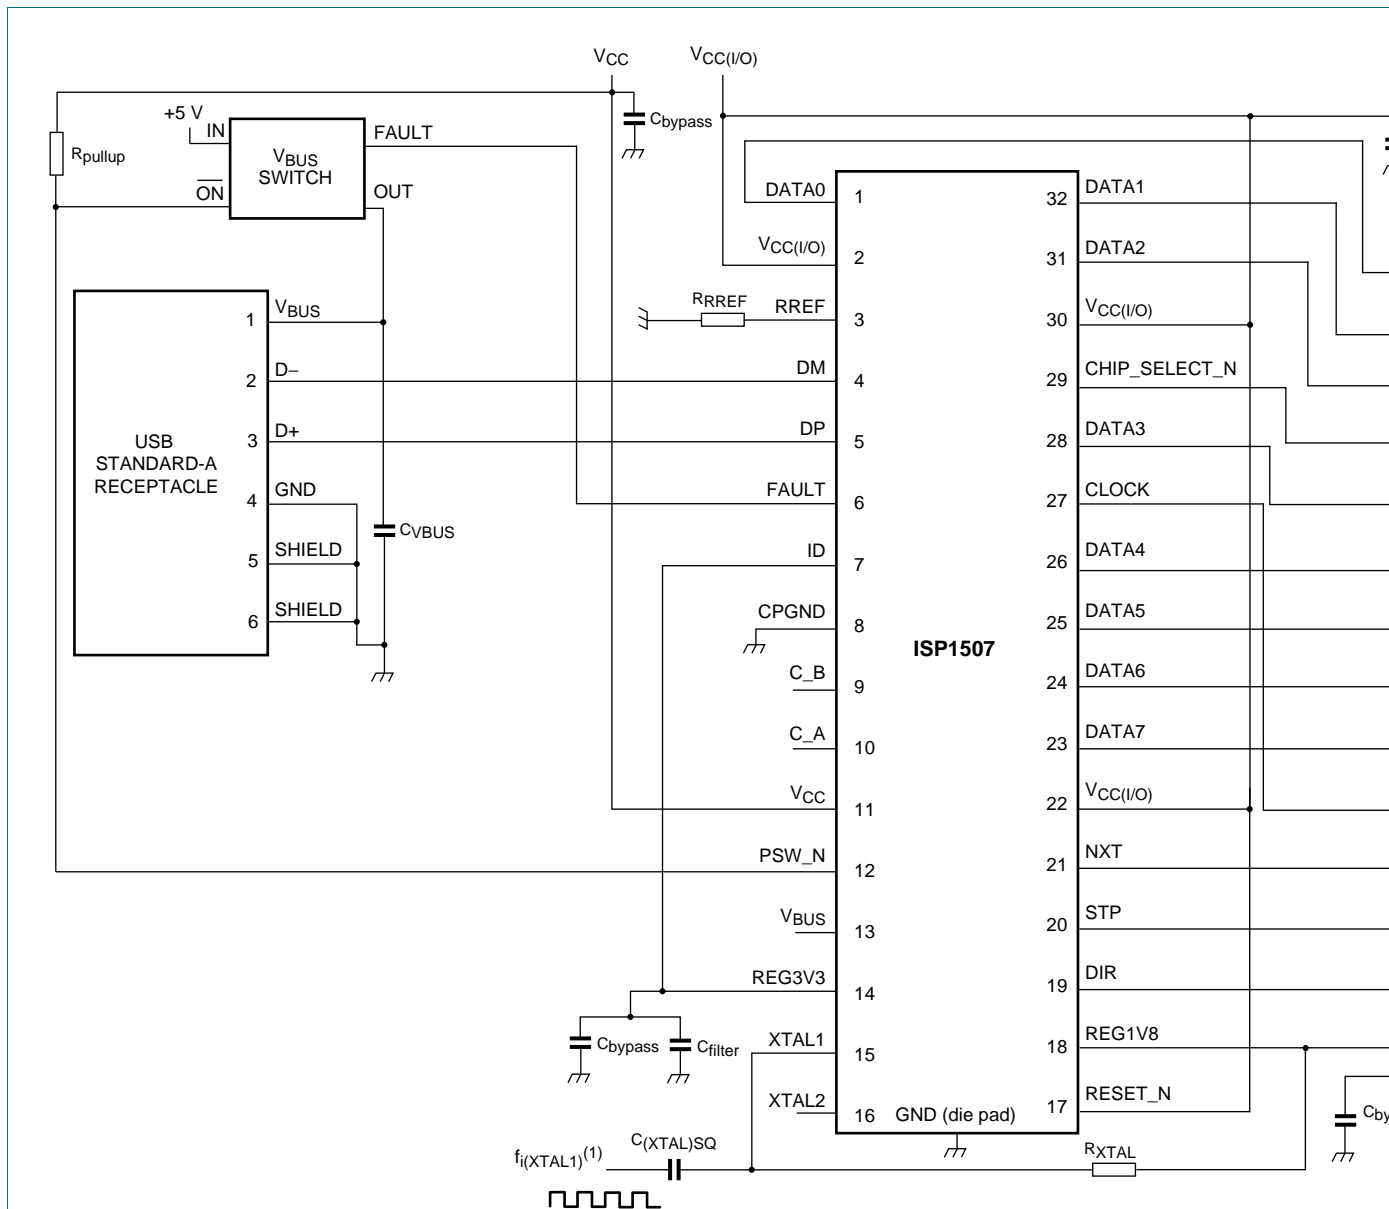 VCC
VCC(I/O)
+5 V
IN
FAULT
Cbypass
Rpullup
VBUS
SWITCH
ON
OUT
DATA0
1
32
DATA1
VCC(I/O)
2
31
DATA2
RRREF
RREF
3
30
VCC(I/O)
1
VBUS
2
D–
DM
4
29
CHIP_SELECT_N
3
D+
DP
5
28
DATA3
USB
STANDARD-A
RECEPTACLE
4
GND
FAULT
6
27
CLOCK
CVBUS
5
SHIELD
ID
7
26
DATA4
6
SHIELD
CPGND
8
25
DATA5
ISP1507
C_B
9
24
DATA6
C_A
10
23
DATA7
VCC
11
22
VCC(I/O)
PSW_N
12
21
NXT
VBUS
13
20
STP
REG3V3
14
19
DIR
Cbypass
Cfilter
XTAL1
15
18
REG1V8
XTAL2
16
GND (die pad)
17
RESET_N
Cby
C(XTAL)SQ
fi(XTAL1)(1)
RXTAL